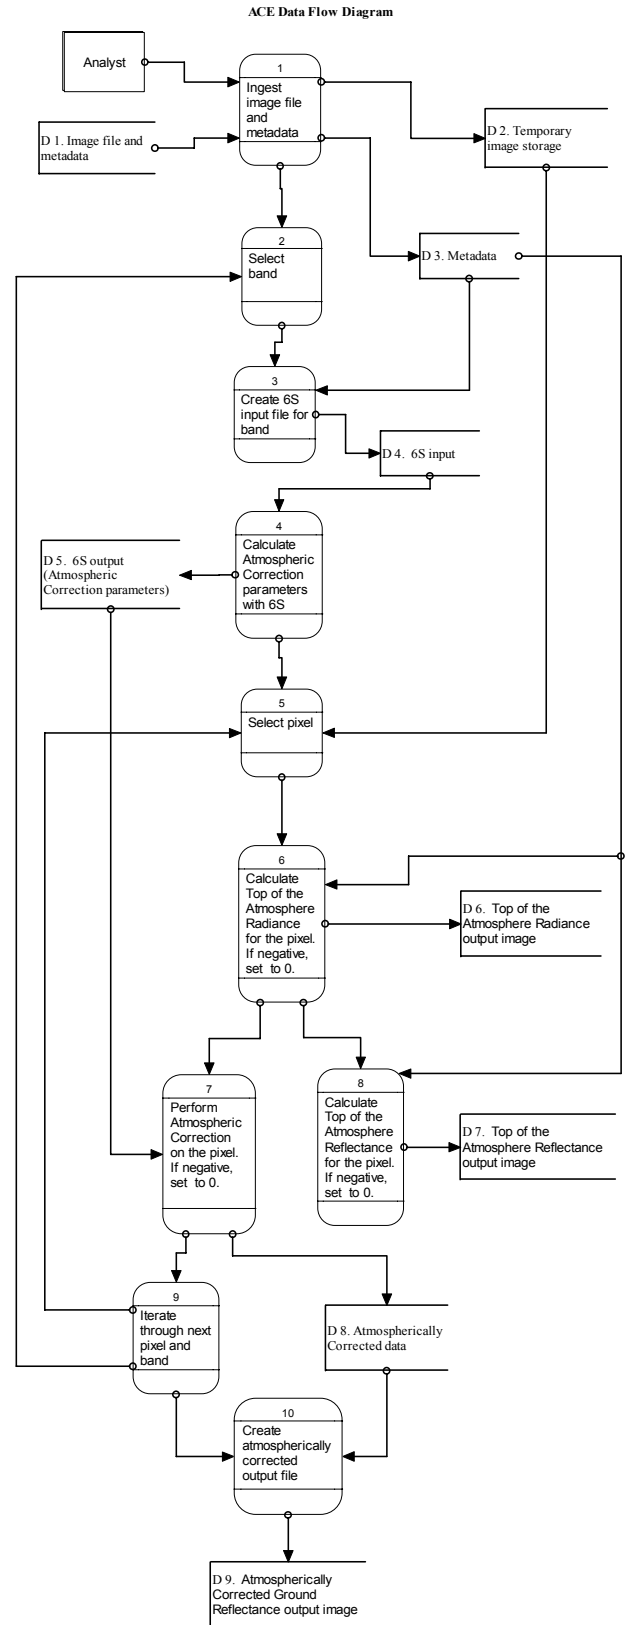 ACE Data Flow Diagram
Analyst
1
Ingest
image file
and
metadata
D 1. Image file and
metadata
D 2. Temporary
image storage
2
Select
band
D 3. Metadata
3
Create 6S
input file for
band
D 4. 6S input
4
Calculate
Atmospheric
Correction
parameters
with 6S
D 5. 6S output
(Atmospheric
Correction parameters)
5
Select pixel
6
Calculate
Top of the
Atmosphere
Radiance
for the pixel.
If negative,
set to 0.
D 6. Top of the
Atmosphere Radiance
output image
7
Perform
Atmospheric
Correction
on the pixel.
If negative,
set to 0.
8
Calculate
Top of the
Atmosphere
Reflectance
for the pixel.
If negative,
set to 0.
D 7. Top of the
Atmosphere Reflectance
output image
9
Iterate
through next
pixel and
band
D 8. Atmospherically
Corrected data
10
Create
atmospherically
corrected
output file
D 9. Atmospherically
Corrected Ground
Reflectance output image